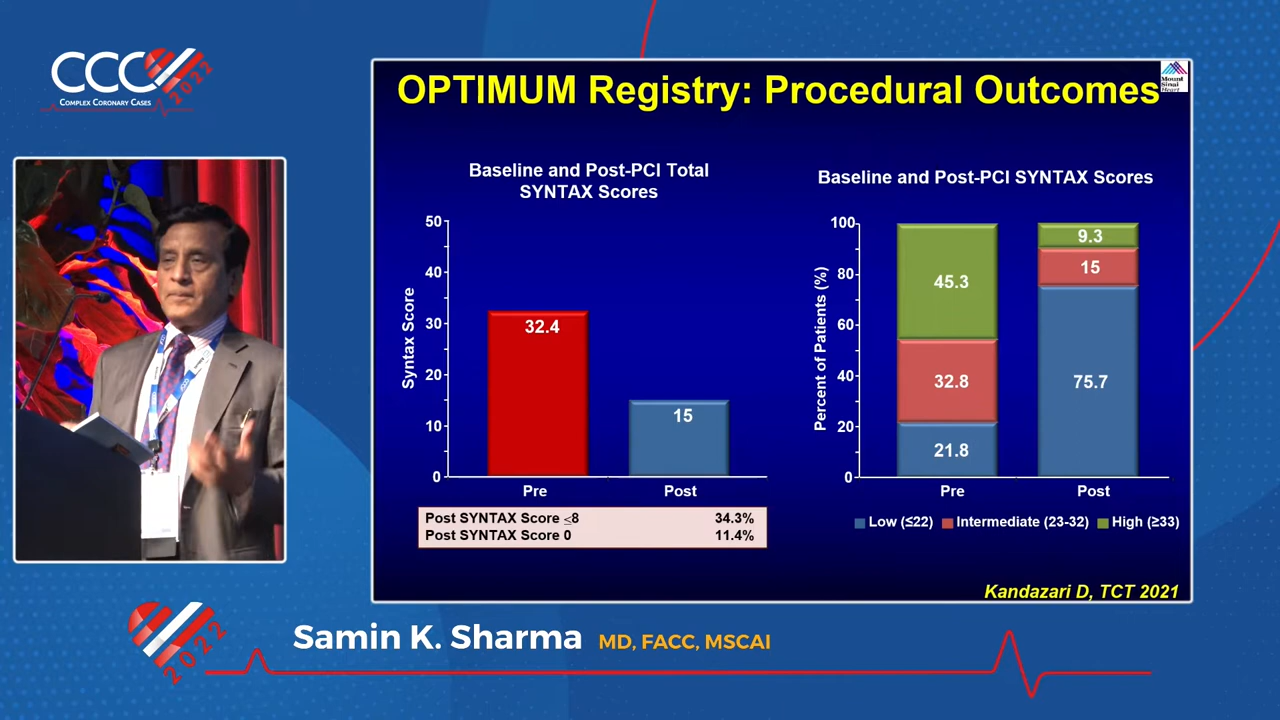 CCC
COMPLEX CORONARY CASES
2022
OPTIMUM Registry: Procedural Outcomes
Mount
Sinai
Heart
Baseline and Post-PCI Total
SYNTAX Scores
Syntax Score
50
40
30
20
10
0
32.4
15
Pre
Post
Post SYNTAX Score ≤8 34.3%
Post SYNTAX Score 0 11.4%
Baseline and Post-PCI SYNTAX Scores
Percent of Patients (%)
100
80
60
40
20
0
45.3
32.8
21.8
9.3
15
75.7
Pre
Post
Low (≤22) Intermediate (23-32) High (≥33)
Kandazari D, TCT 2021
2022
Samin K. Sharma MD, FACC, MSCAI